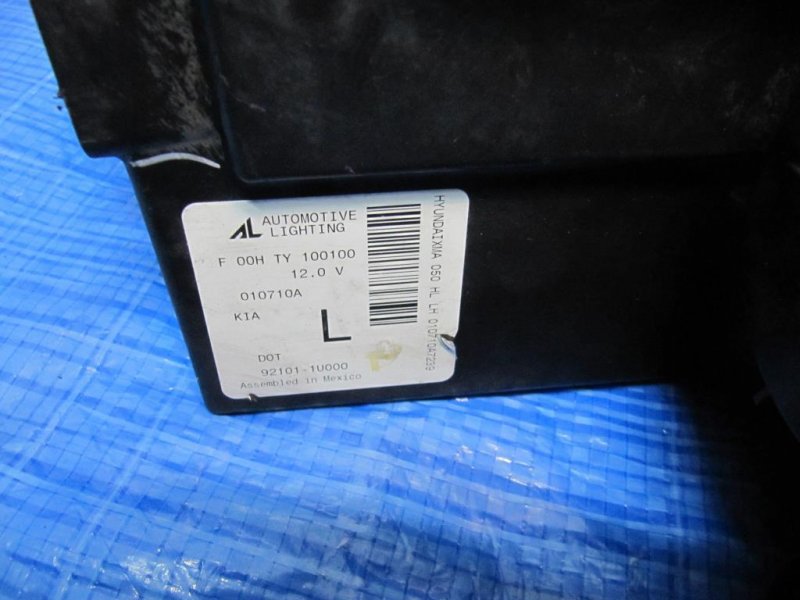 AL AUTOMOTIVE
LIGHTING
F 00H TY 100100
12.0 V
010710A
KIA
L
DOT
92101-1U000
Assembled in Mexico
HYUNDAIXMA 050 HL LH 010710A7239